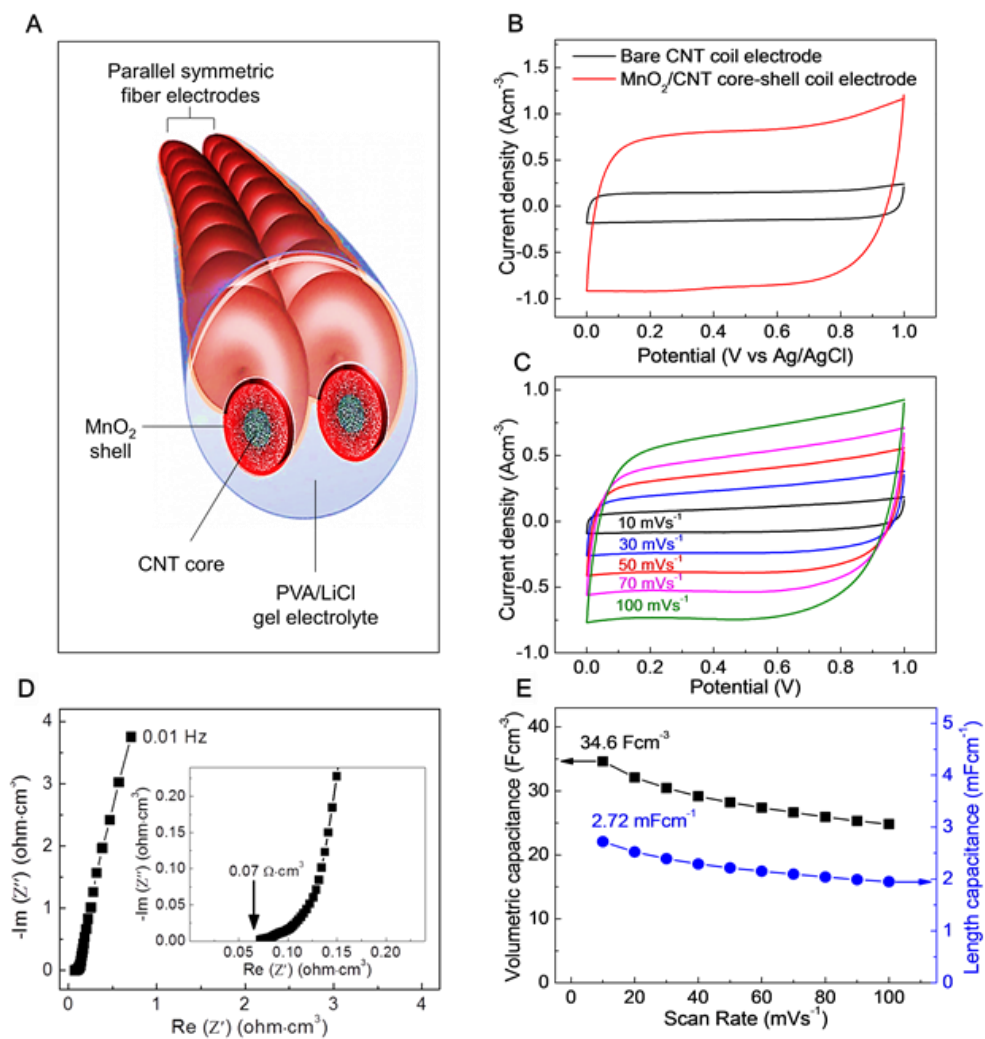 A
Parallel symmetric
fiber electrodes
MnO2
shell
CNT core
PVA/LiCl
gel electrolyte
B
Bare CNT coil electrode
MnO2/CNT core-shell coil electrode
Current density (Acm-3)
1.5
1.0
0.5
0.0
-0.5
-1.0
0.0 0.2 0.4 0.6 0.8 1.0
Potential (V vs Ag/AgCl)
C
Current density (Acm-3)
1.0
0.5
0.0
-0.5
-1.0
10 mVs-1
30 mVs-1
50 mVs-1
70 mVs-1
100 mVs-1
0.0 0.2 0.4 0.6 0.8 1.0
Potential (V)
D
-Im (Z″) (ohm·cm3)
4
3
2
1
0
0.01 Hz
-Im (Z″) (ohm·cm3)
0.20
0.15
0.10
0.05
0.00
0.07 Ω·cm3
0.05 0.10 0.15 0.20
Re (Z′) (ohm·cm3)
0 1 2 3 4
Re (Z′) (ohm·cm3)
E
Volumetric capacitance (Fcm-3)
40
30
20
10
0
34.6 Fcm-3
2.72 mFcm-1
5
4
3
2
1
0
Length capacitance (mFcm-1)
0 20 40 60 80 100
Scan Rate (mVs-1)